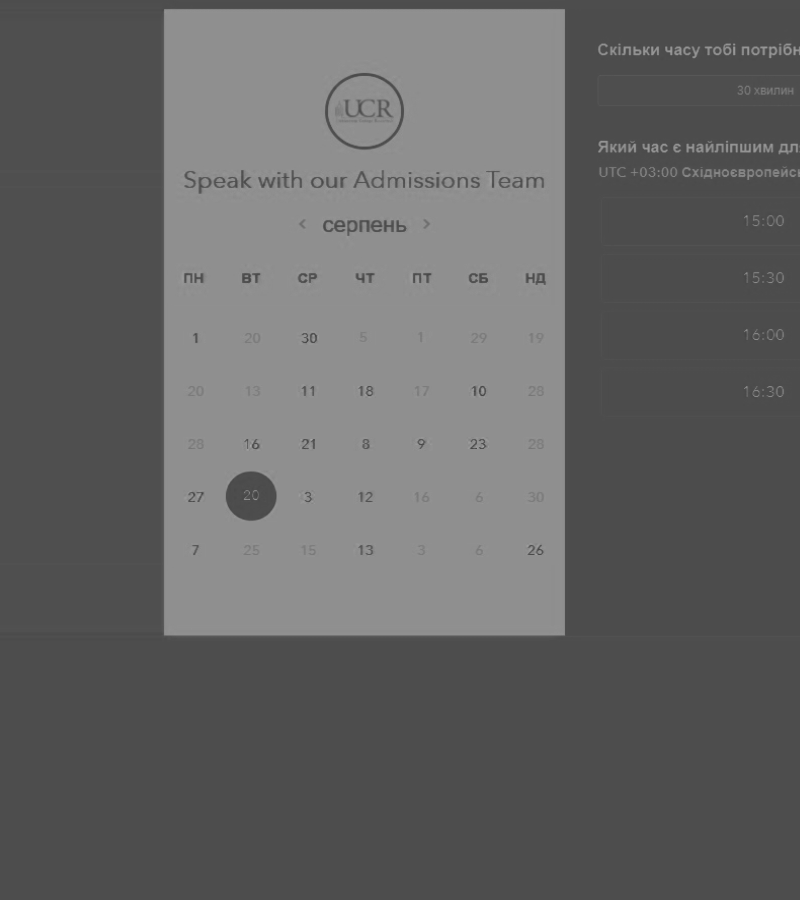 UCR
Speak with our Admissions Team
< серпень >
ПН ВТ СР ЧТ ПТ СБ НД
1 20 30 5 1 29 19
20 13 11 18 17 10 28
28 16 21 8 9 23 28
27 20 3 12 16 6 30
7 25 15 13 3 6 26
Скільки часу тобі потрібн
30 хвилин
Який час є найліпшим дл
UTC +03:00 Східноєвропейсь
15:00
15:30
16:00
16:30